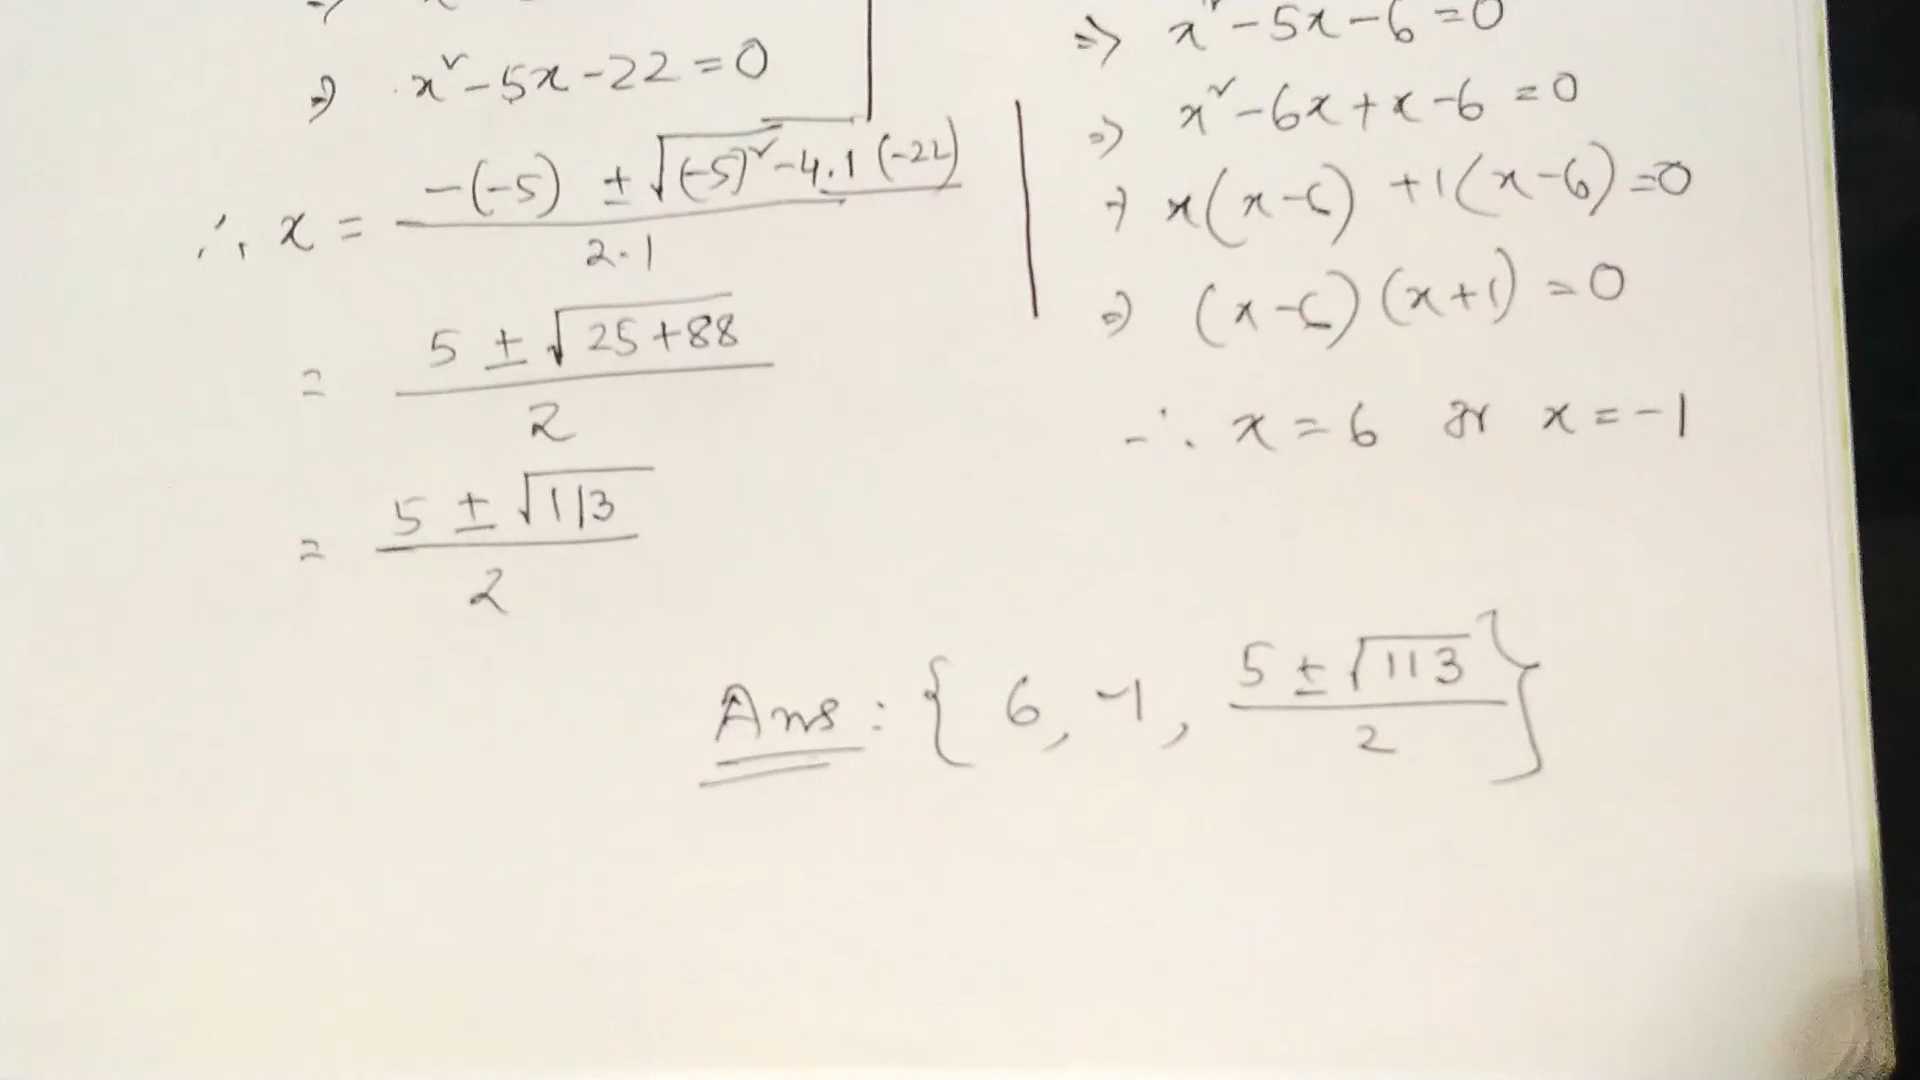 ⇒ x² - 5x - 22 = 0
∴ x = (-(-5) ± √((-5)² - 4.1(-22))) / 2.1
= (5 ± √(25+88)) / 2
= (5 ± √113) / 2
⇒ x² - 5x - 6 = 0
⇒ x² - 6x + x - 6 = 0
⇒ x(x-6) + 1(x-6) = 0
⇒ (x-6)(x+1) = 0
∴ x = 6 or x = -1
Ans: {6, -1, (5 ± √113) / 2}